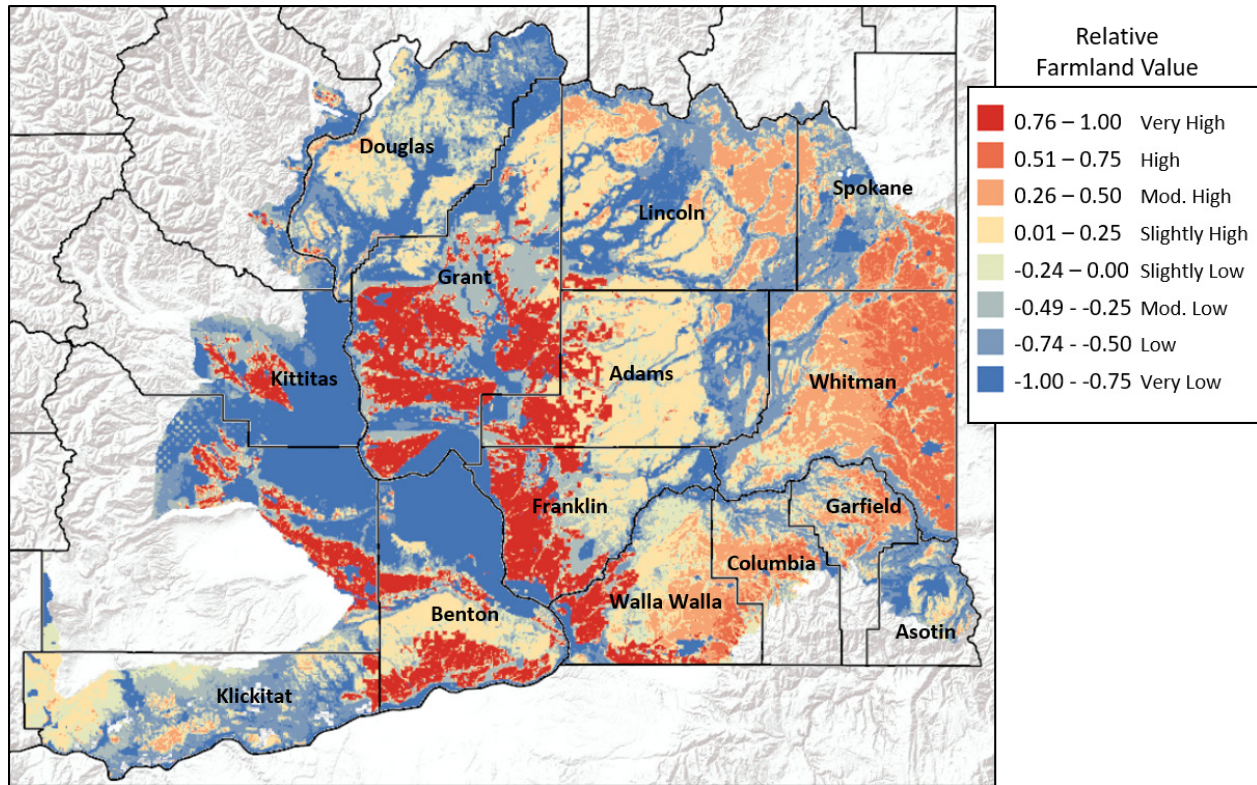 Relative
Farmland Value
0.76 – 1.00 Very High
0.51 – 0.75 High
0.26 – 0.50 Mod. High
0.01 – 0.25 Slightly High
-0.24 – 0.00 Slightly Low
-0.49 - -0.25 Mod. Low
-0.74 - -0.50 Low
-1.00 - -0.75 Very Low
Douglas
Spokane
Lincoln
Grant
Kittitas
Adams
Whitman
Franklin
Garfield
Columbia
Walla Walla
Benton
Asotin
Klickitat